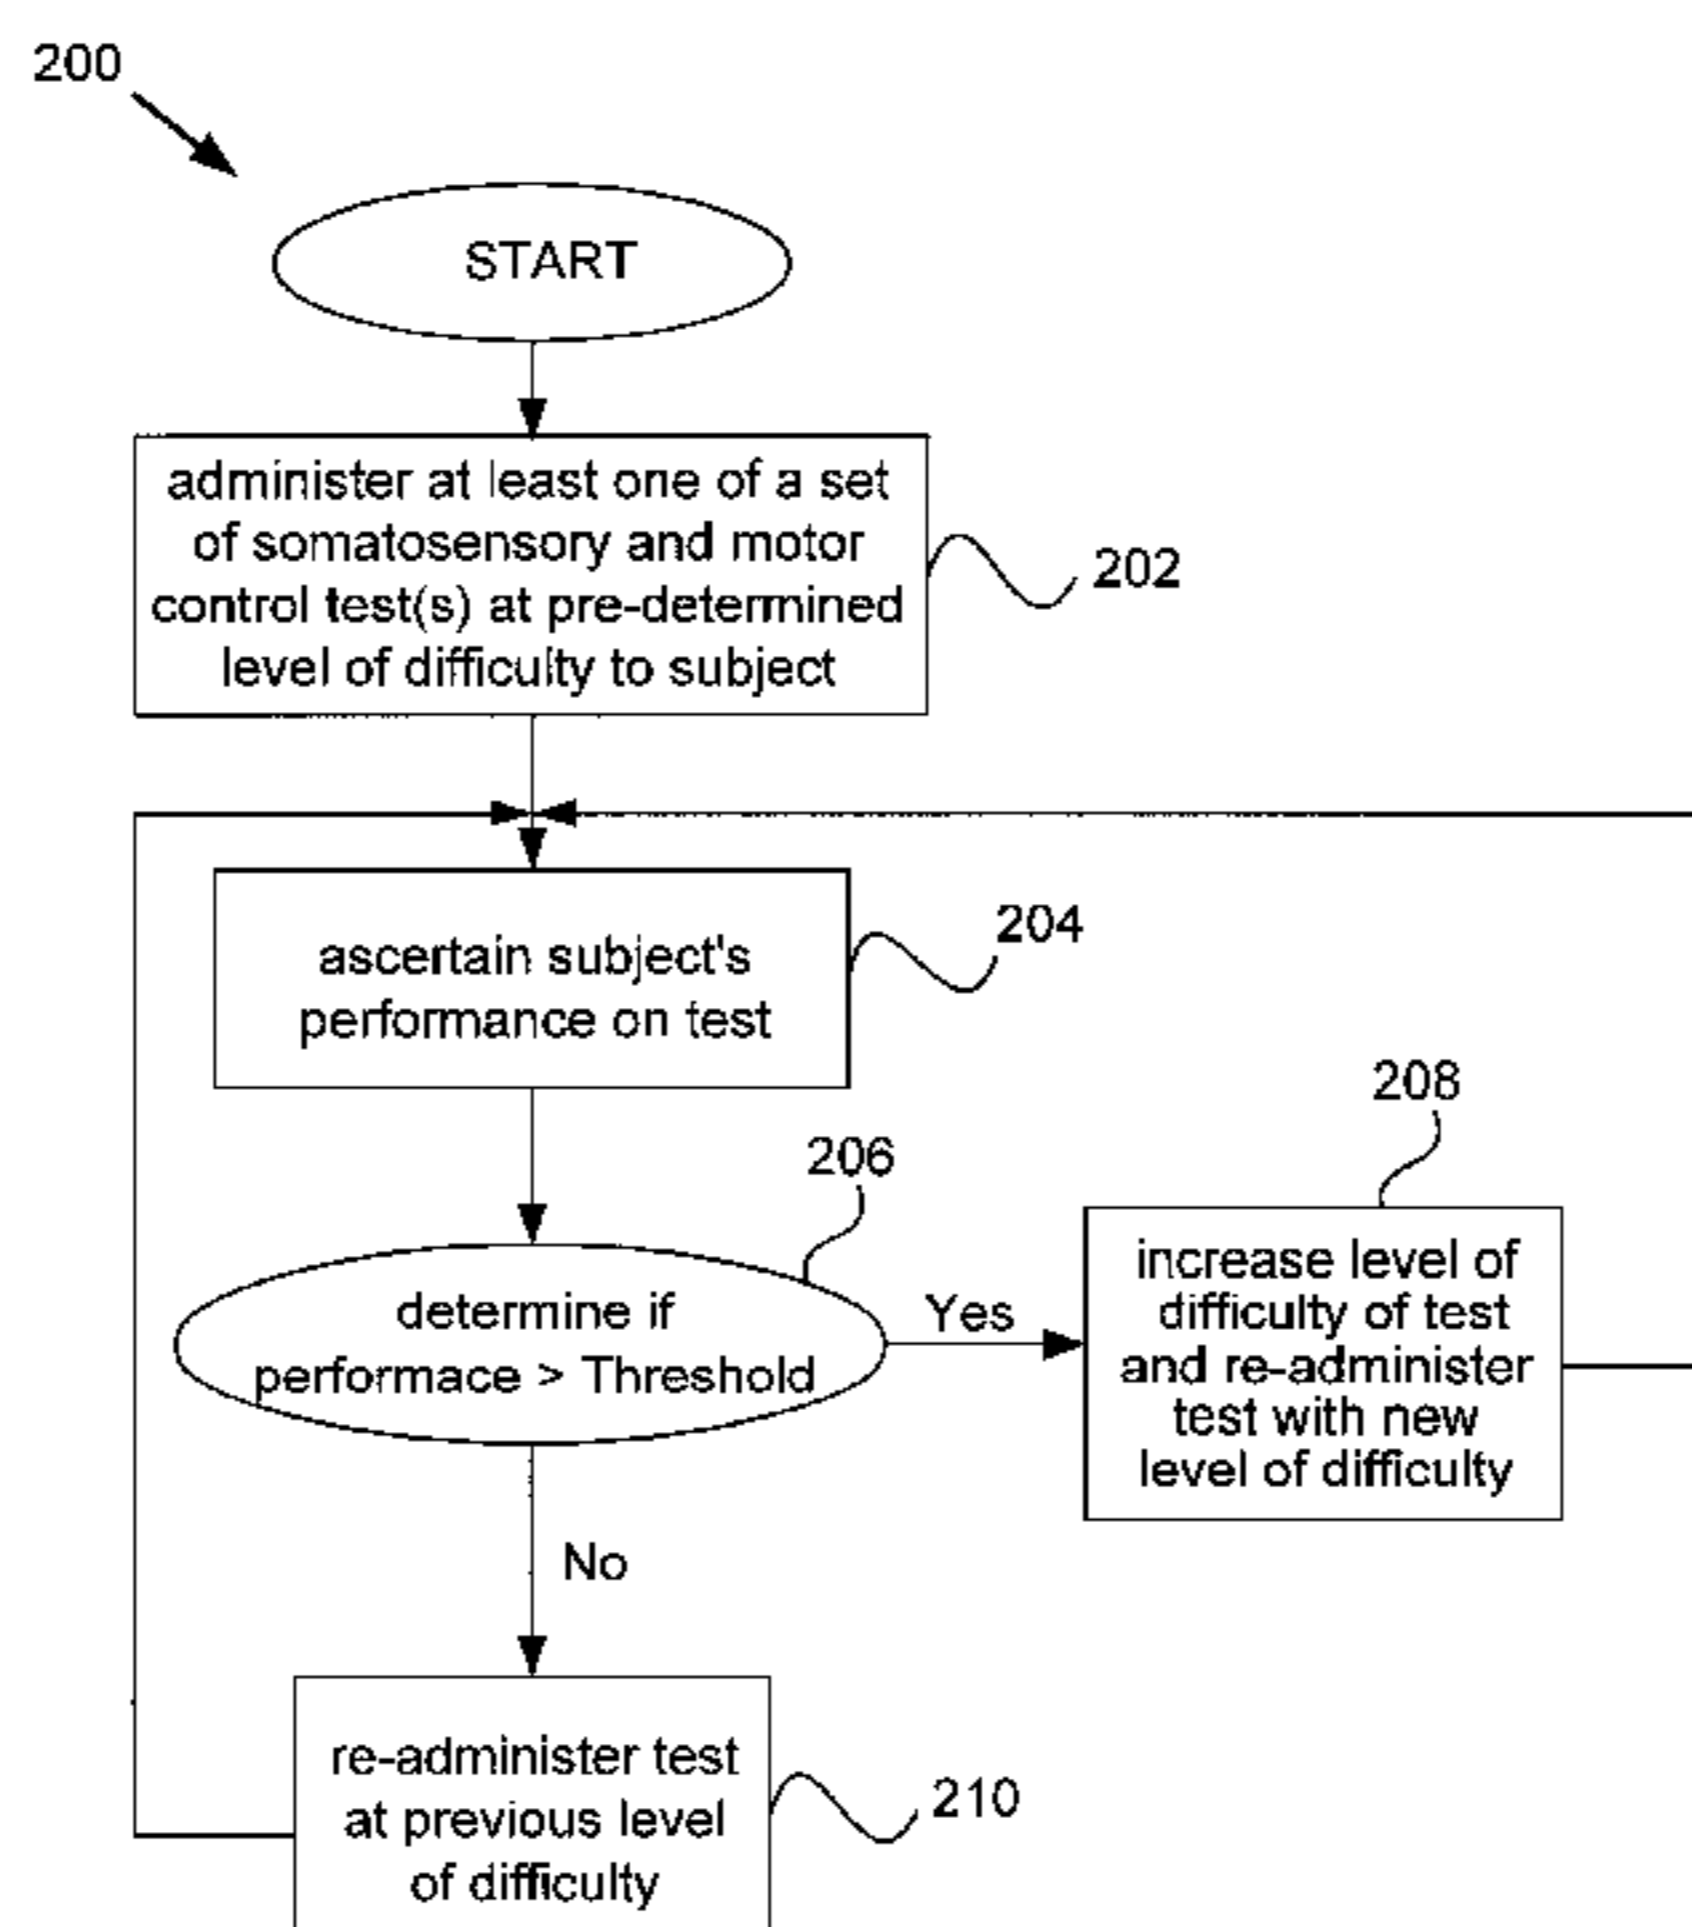 200
START
administer at least one of a set
of somatosensory and motor
control test(s) at pre-determined
level of difficulty to subject
202
ascertain subject's
performance on test
204
206
determine if
performace > Threshold
Yes
208
increase level of
difficulty of test
and re-administer
test with new
level of difficulty
No
re-administer test
at previous level
of difficulty
210